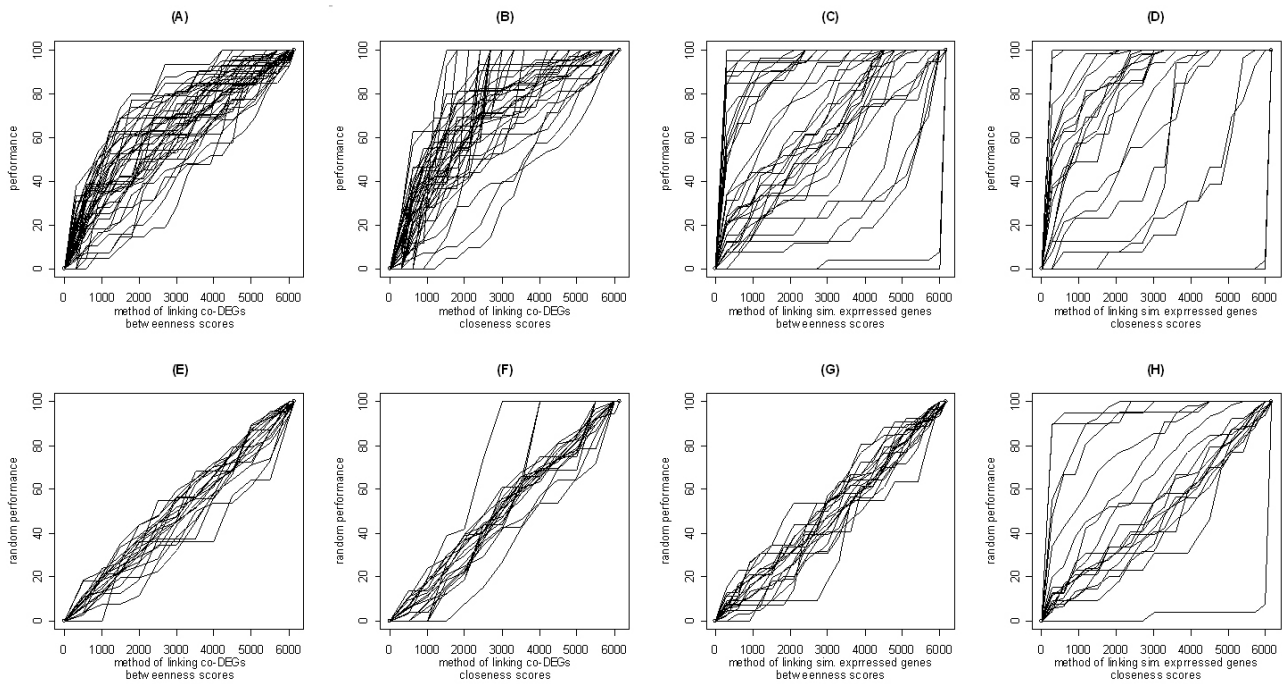 (A) (B) (C) (D)
performance
0 20 40 60 80 100
0 1000 2000 3000 4000 5000 6000
method of linking co-DEGs
betweenness scores
performance
0 20 40 60 80 100
0 1000 2000 3000 4000 5000 6000
method of linking co-DEGs
closeness scores
performance
0 20 40 60 80 100
0 1000 2000 3000 4000 5000 6000
method of linking sim. exprressed genes
betweenness scores
performance
0 20 40 60 80 100
0 1000 2000 3000 4000 5000 6000
method of linking sim. exprressed genes
closeness scores
(E) (F) (G) (H)
random performance
0 20 40 60 80 100
0 1000 2000 3000 4000 5000 6000
method of linking co-DEGs
betweenness scores
random performance
0 20 40 60 80 100
0 1000 2000 3000 4000 5000 6000
method of linking co-DEGs
closeness scores
random performance
0 20 40 60 80 100
0 1000 2000 3000 4000 5000 6000
method of linking sim. exprressed genes
betweenness scores
random performance
0 20 40 60 80 100
0 1000 2000 3000 4000 5000 6000
method of linking sim. exprressed genes
closeness scores